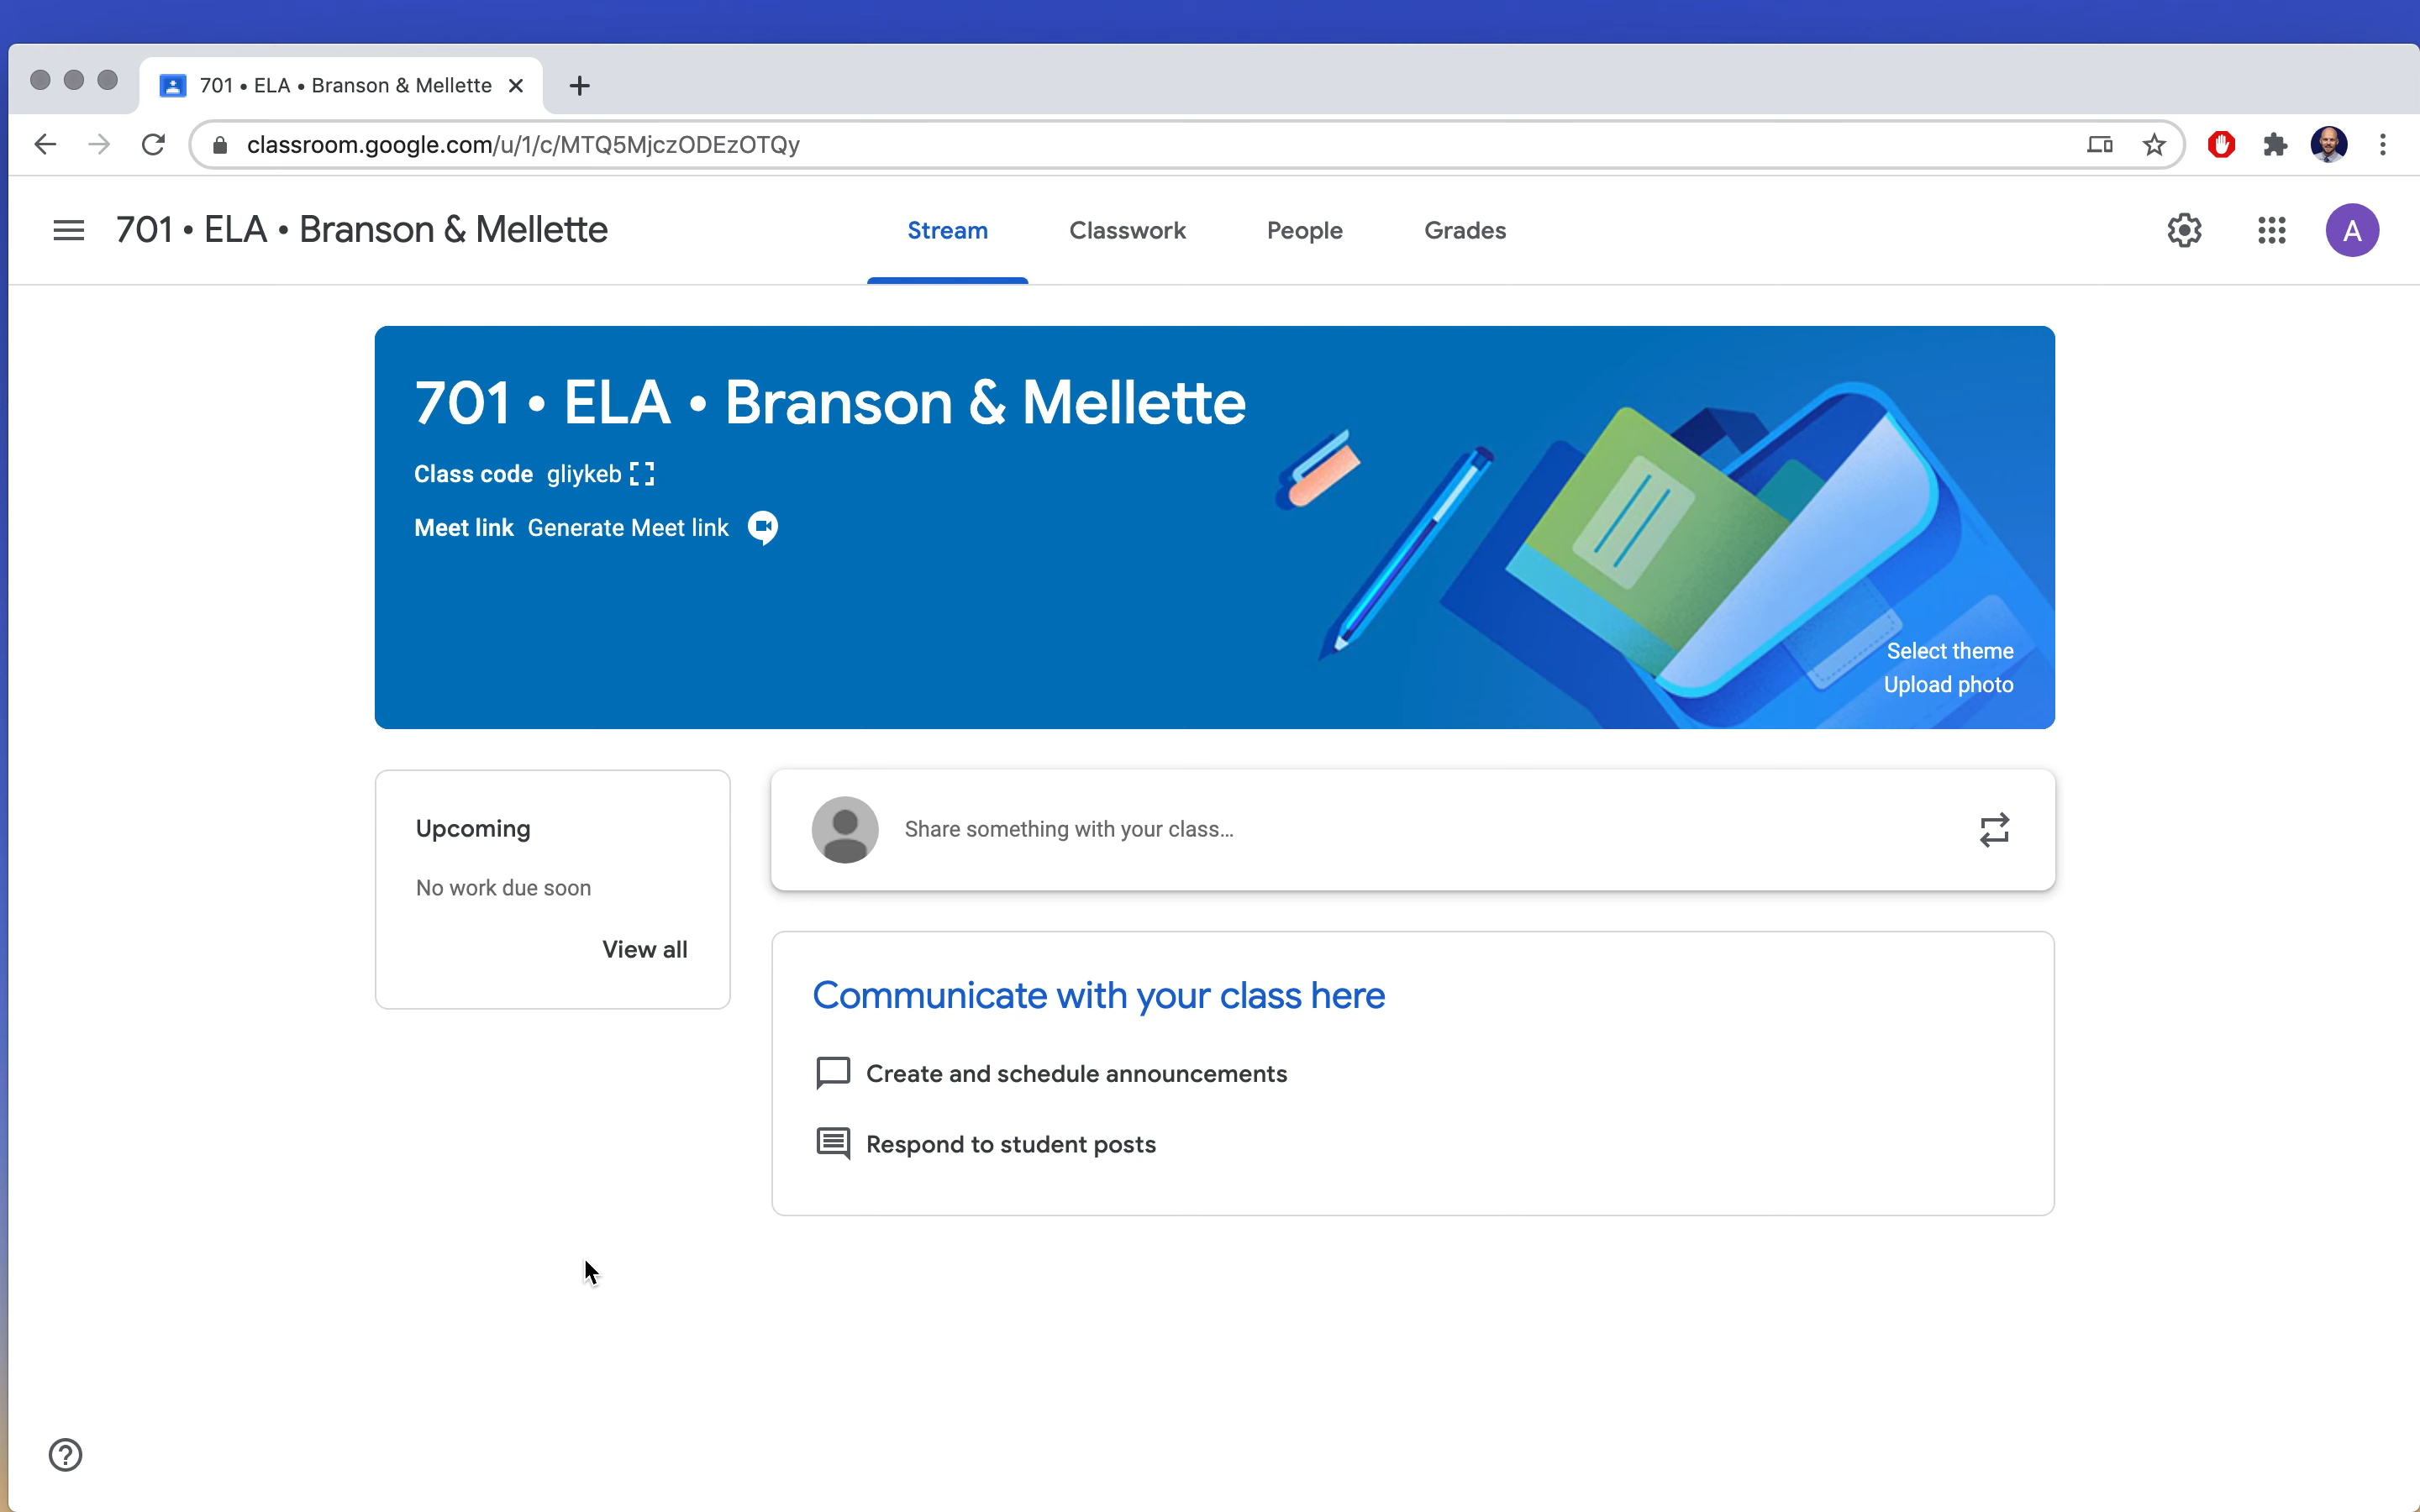 701 • ELA • Branson & Mellette
classroom.google.com/u/1/c/MTQ5MjczODEzOTQy
701 • ELA • Branson & Mellette
Stream
Classwork
People
Grades
A
701 • ELA • Branson & Mellette
Class code gliykeb
Meet link Generate Meet link
Select theme
Upload photo
Upcoming
No work due soon
View all
Share something with your class...
Communicate with your class here
Create and schedule announcements
Respond to student posts